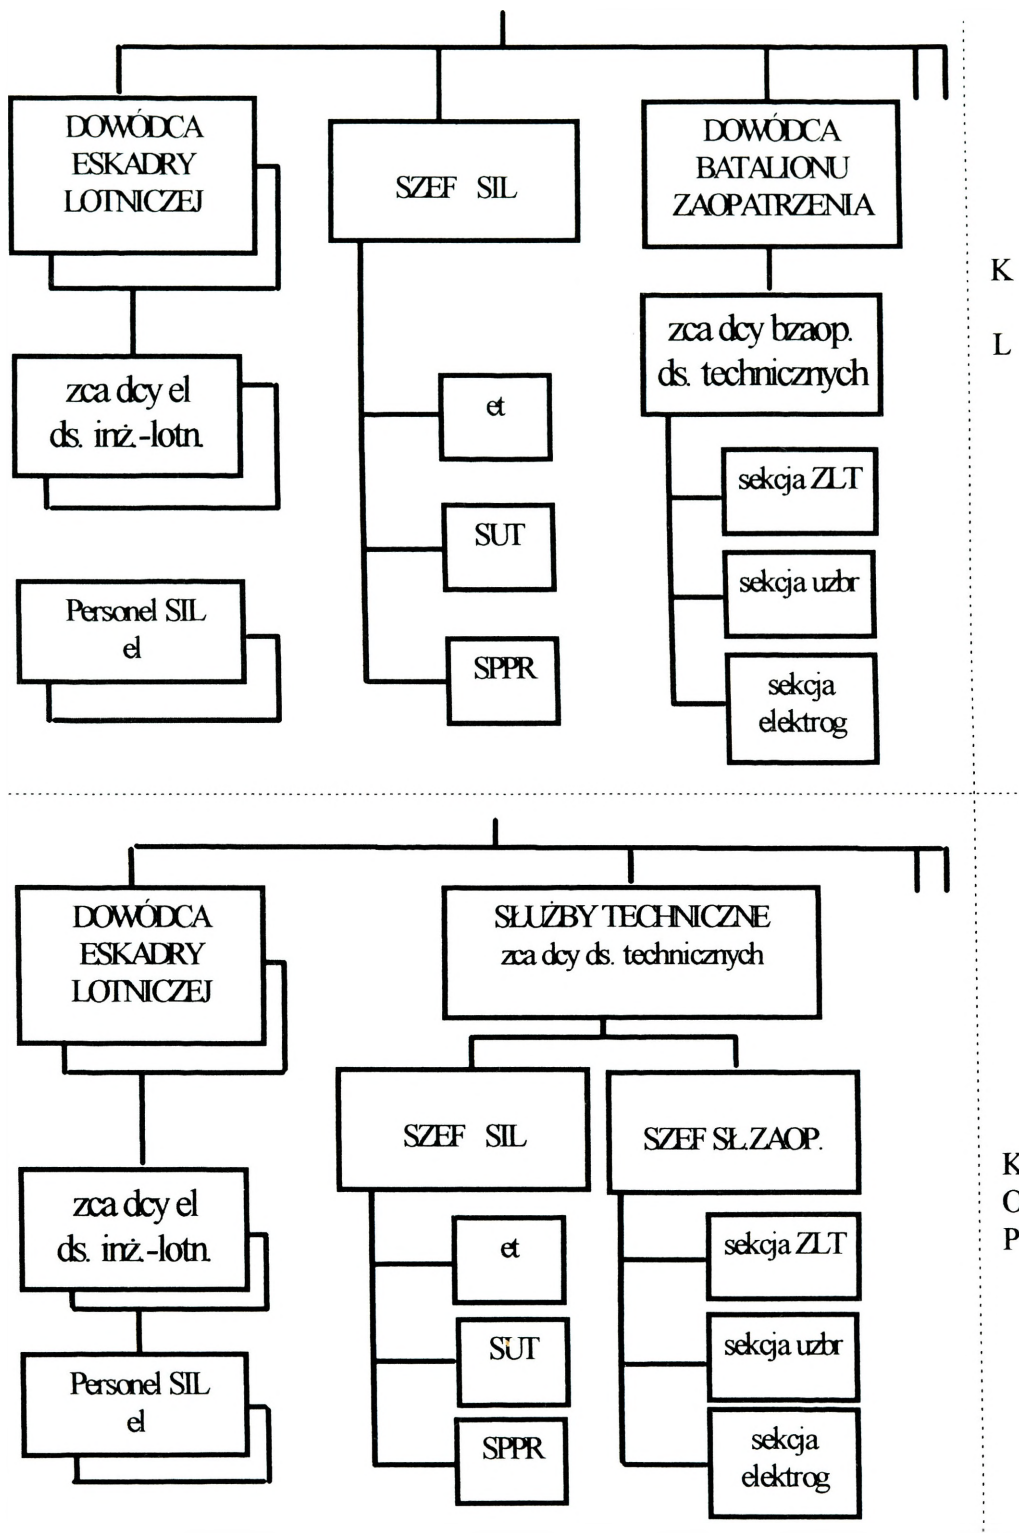 DOWÓDCA
ESKADRY
LOTNICZEJ
SZEF SIL
DOWÓDCA
BATALIONU
ZAOPATRZENIA
K
L
zca dcy el
ds. inż.-lotn.
zca dcy bzaop.
ds. technicznych
et
SUT
SPPR
sekcja ZLT
sekcja uzbr
sekcja
elektrog
Personel SIL
el
DOWÓDCA
ESKADRY
LOTNICZEJ
SŁUŻBY TECHNICZNE
zca dcy ds. technicznych
SZEF SIL
SZEF SŁ.ZAOP.
K
O
P
zca dcy el
ds. inż.-lotn.
et
SUT
SPPR
sekcja ZLT
sekcja uzbr
sekcja
elektrog
Personel SIL
el